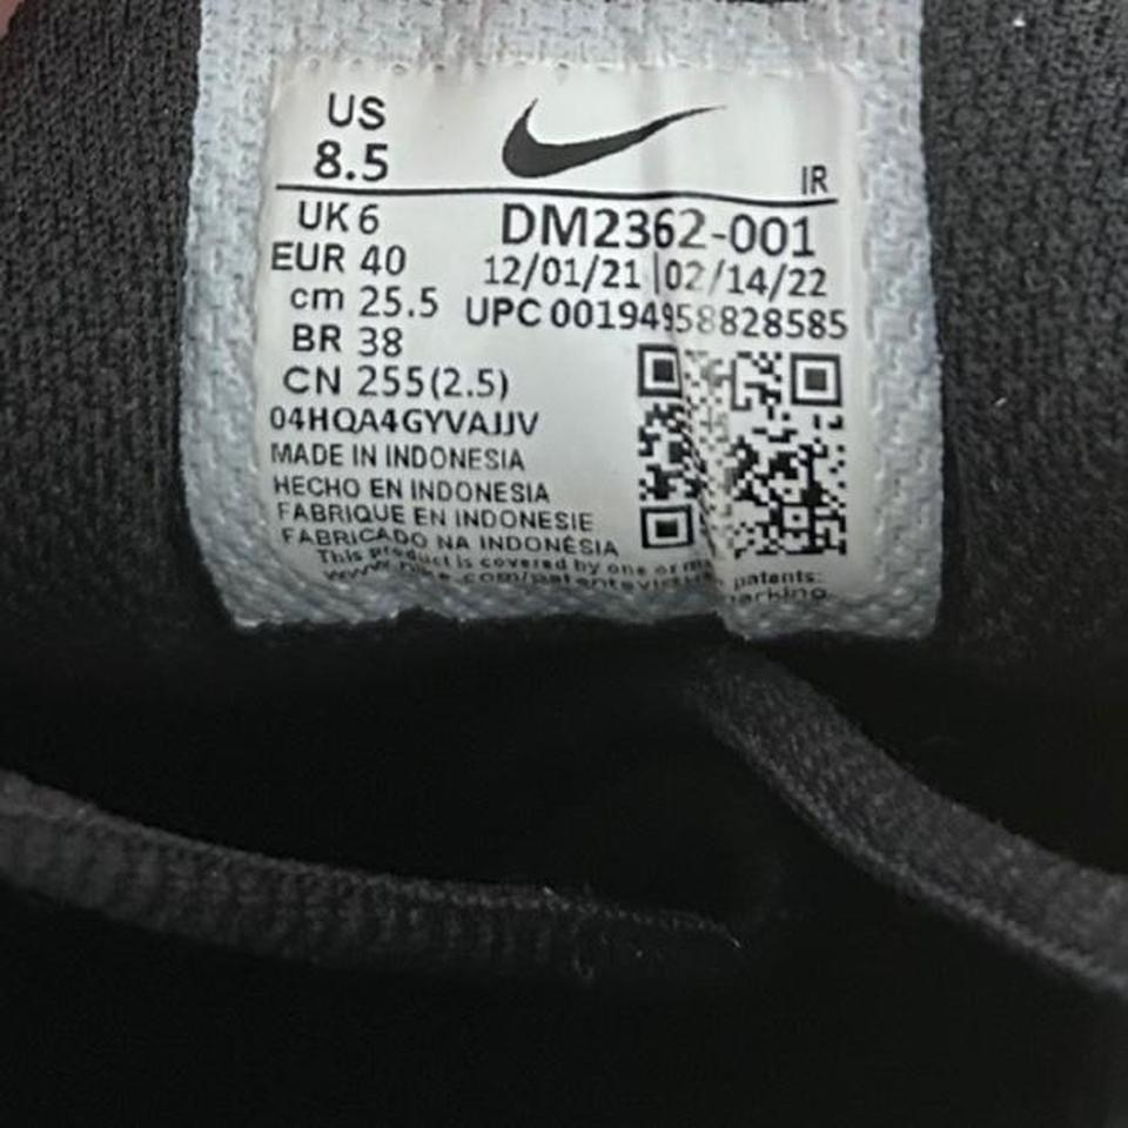 US
8.5
IR
UK 6
DM2362-001
EUR 40
12/01/21 02/14/22
cm 25.5
UPC 00194958828585
BR 38
CN 255(2.5)
04HQA4GYVAJJV
MADE IN INDONESIA
HECHO EN INDONESIA
FABRIQUE EN INDONESIE
FABRICADO NA INDONÉSIA
This product is covered by one or patents: